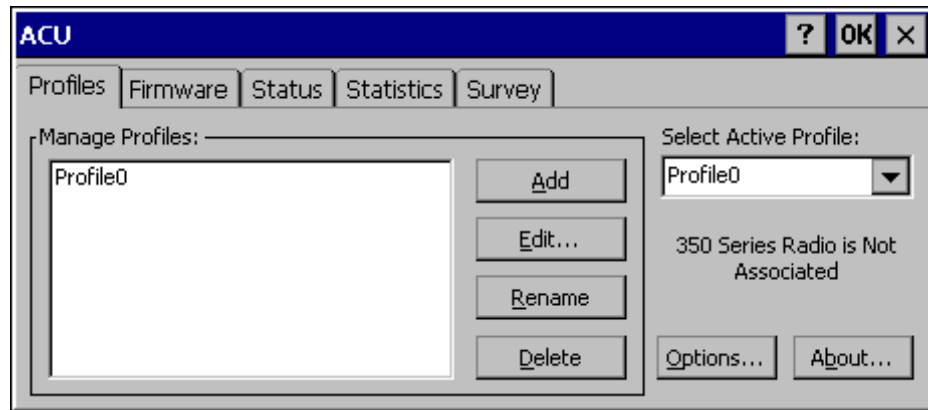 ACU ? OK ×
Profiles Firmware Status Statistics Survey
Manage Profiles:
Profile0
Add
Edit...
Rename
Delete
Select Active Profile:
Profile0
350 Series Radio is Not
Associated
Options... About...